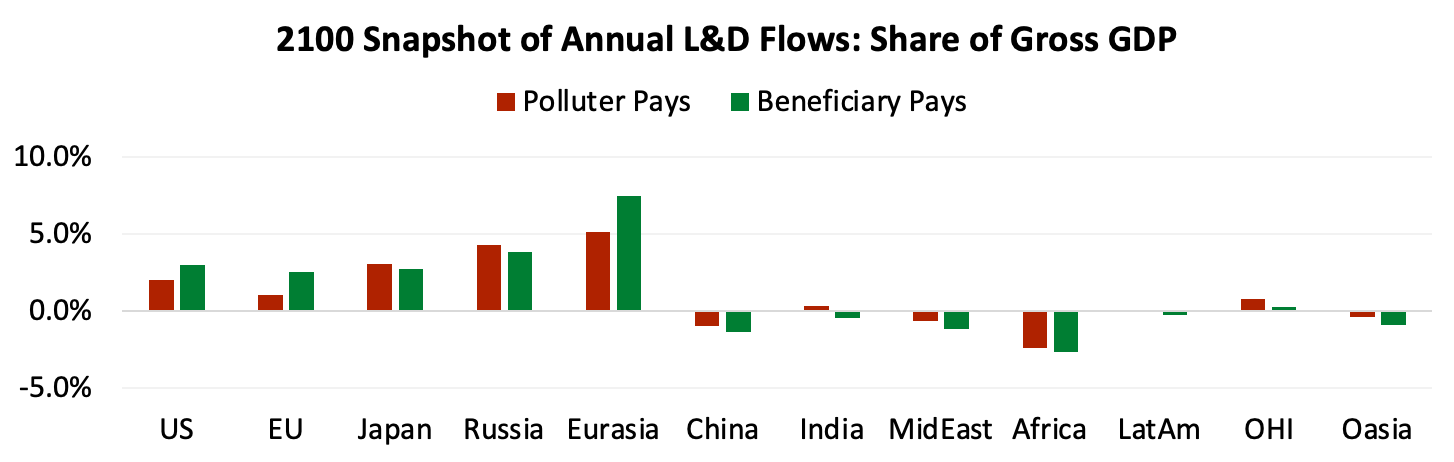 2100 Snapshot of Annual L&D Flows: Share of Gross GDP
Polluter Pays Beneficiary Pays
10.0%
5.0%
0.0%
-5.0%
US EU Japan Russia Eurasia China India MidEast Africa LatAm OHI Oasia